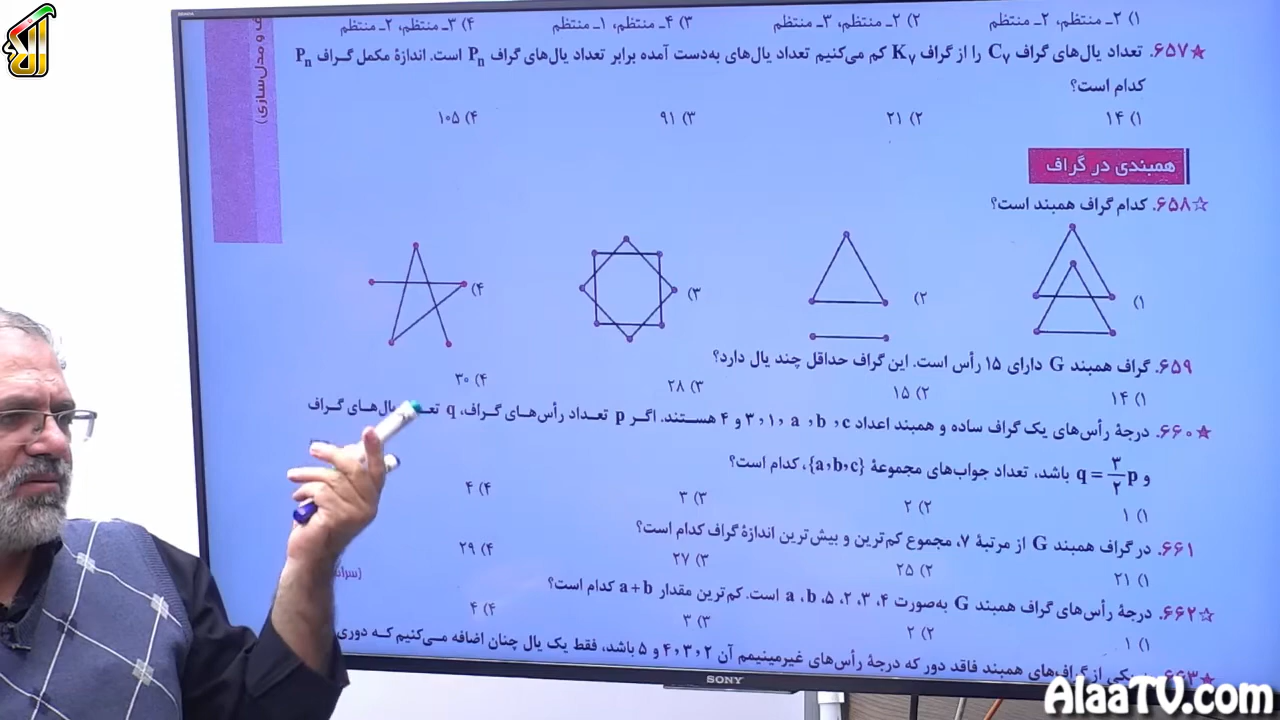 ۱) ۲ـ منتظم، ۲ـ منتظم ۲) ۲ـ منتظم، ۳ـ منتظم ۳) ۴ـ منتظم، ۱ـ منتظم ۴) ۳ـ منتظم، ۲ـ منتظم
★۶۵۷. تعداد یال‌های گراف C۷ را از گراف K۷ کم می‌کنیم تعداد یال‌های به‌دست آمده برابر تعداد یال‌های گراف Pn است. اندازهٔ مکمل گراف Pn
کدام است؟
۱) ۱۴ ۲) ۲۱ ۳) ۹۱ ۴) ۱۰۵
و مدل‌سازی)
همبندی در گراف
☆۶۵۸. کدام گراف همبند است؟
۱) ۲) ۳) ۴)
۶۵۹. گراف همبند G دارای ۱۵ رأس است. این گراف حداقل چند یال دارد؟
۱) ۱۴ ۲) ۱۵ ۳) ۲۸ ۴) ۳۰
★۶۶۰. درجهٔ رأس‌های یک گراف ساده و همبند اعداد a ، b ، c ،۱ ،۳ و ۴ هستند. اگر p تعداد رأس‌های گراف، q یال‌های گراف
و q = ۳/۲ p باشد، تعداد جواب‌های مجموعهٔ {a,b,c}، کدام است؟
۱) ۱ ۲) ۲ ۳) ۳ ۴) ۴
۶۶۱. در گراف همبند G از مرتبهٔ ۷، مجموع کم‌ترین و بیش‌ترین اندازهٔ گراف کدام است؟
۱) ۲۱ ۲) ۲۵ ۳) ۲۷ ۴) ۲۹
☆۶۶۲. درجهٔ رأس‌های گراف همبند G به‌صورت ۴، ۳، ۲، ۵، a ، b است. کم‌ترین مقدار a+b کدام است؟
۱) ۱ ۲) ۲ ۳) ۳ ۴) ۴
★۶۶۳. یکی از گراف‌های همبند فاقد دور که درجهٔ رأس‌های غیرمینیمم آن ۲، ۳، ۴ و ۵ باشد، فقط یک یال چنان اضافه می‌کنیم که دوری
SONY
AlaaTV.com